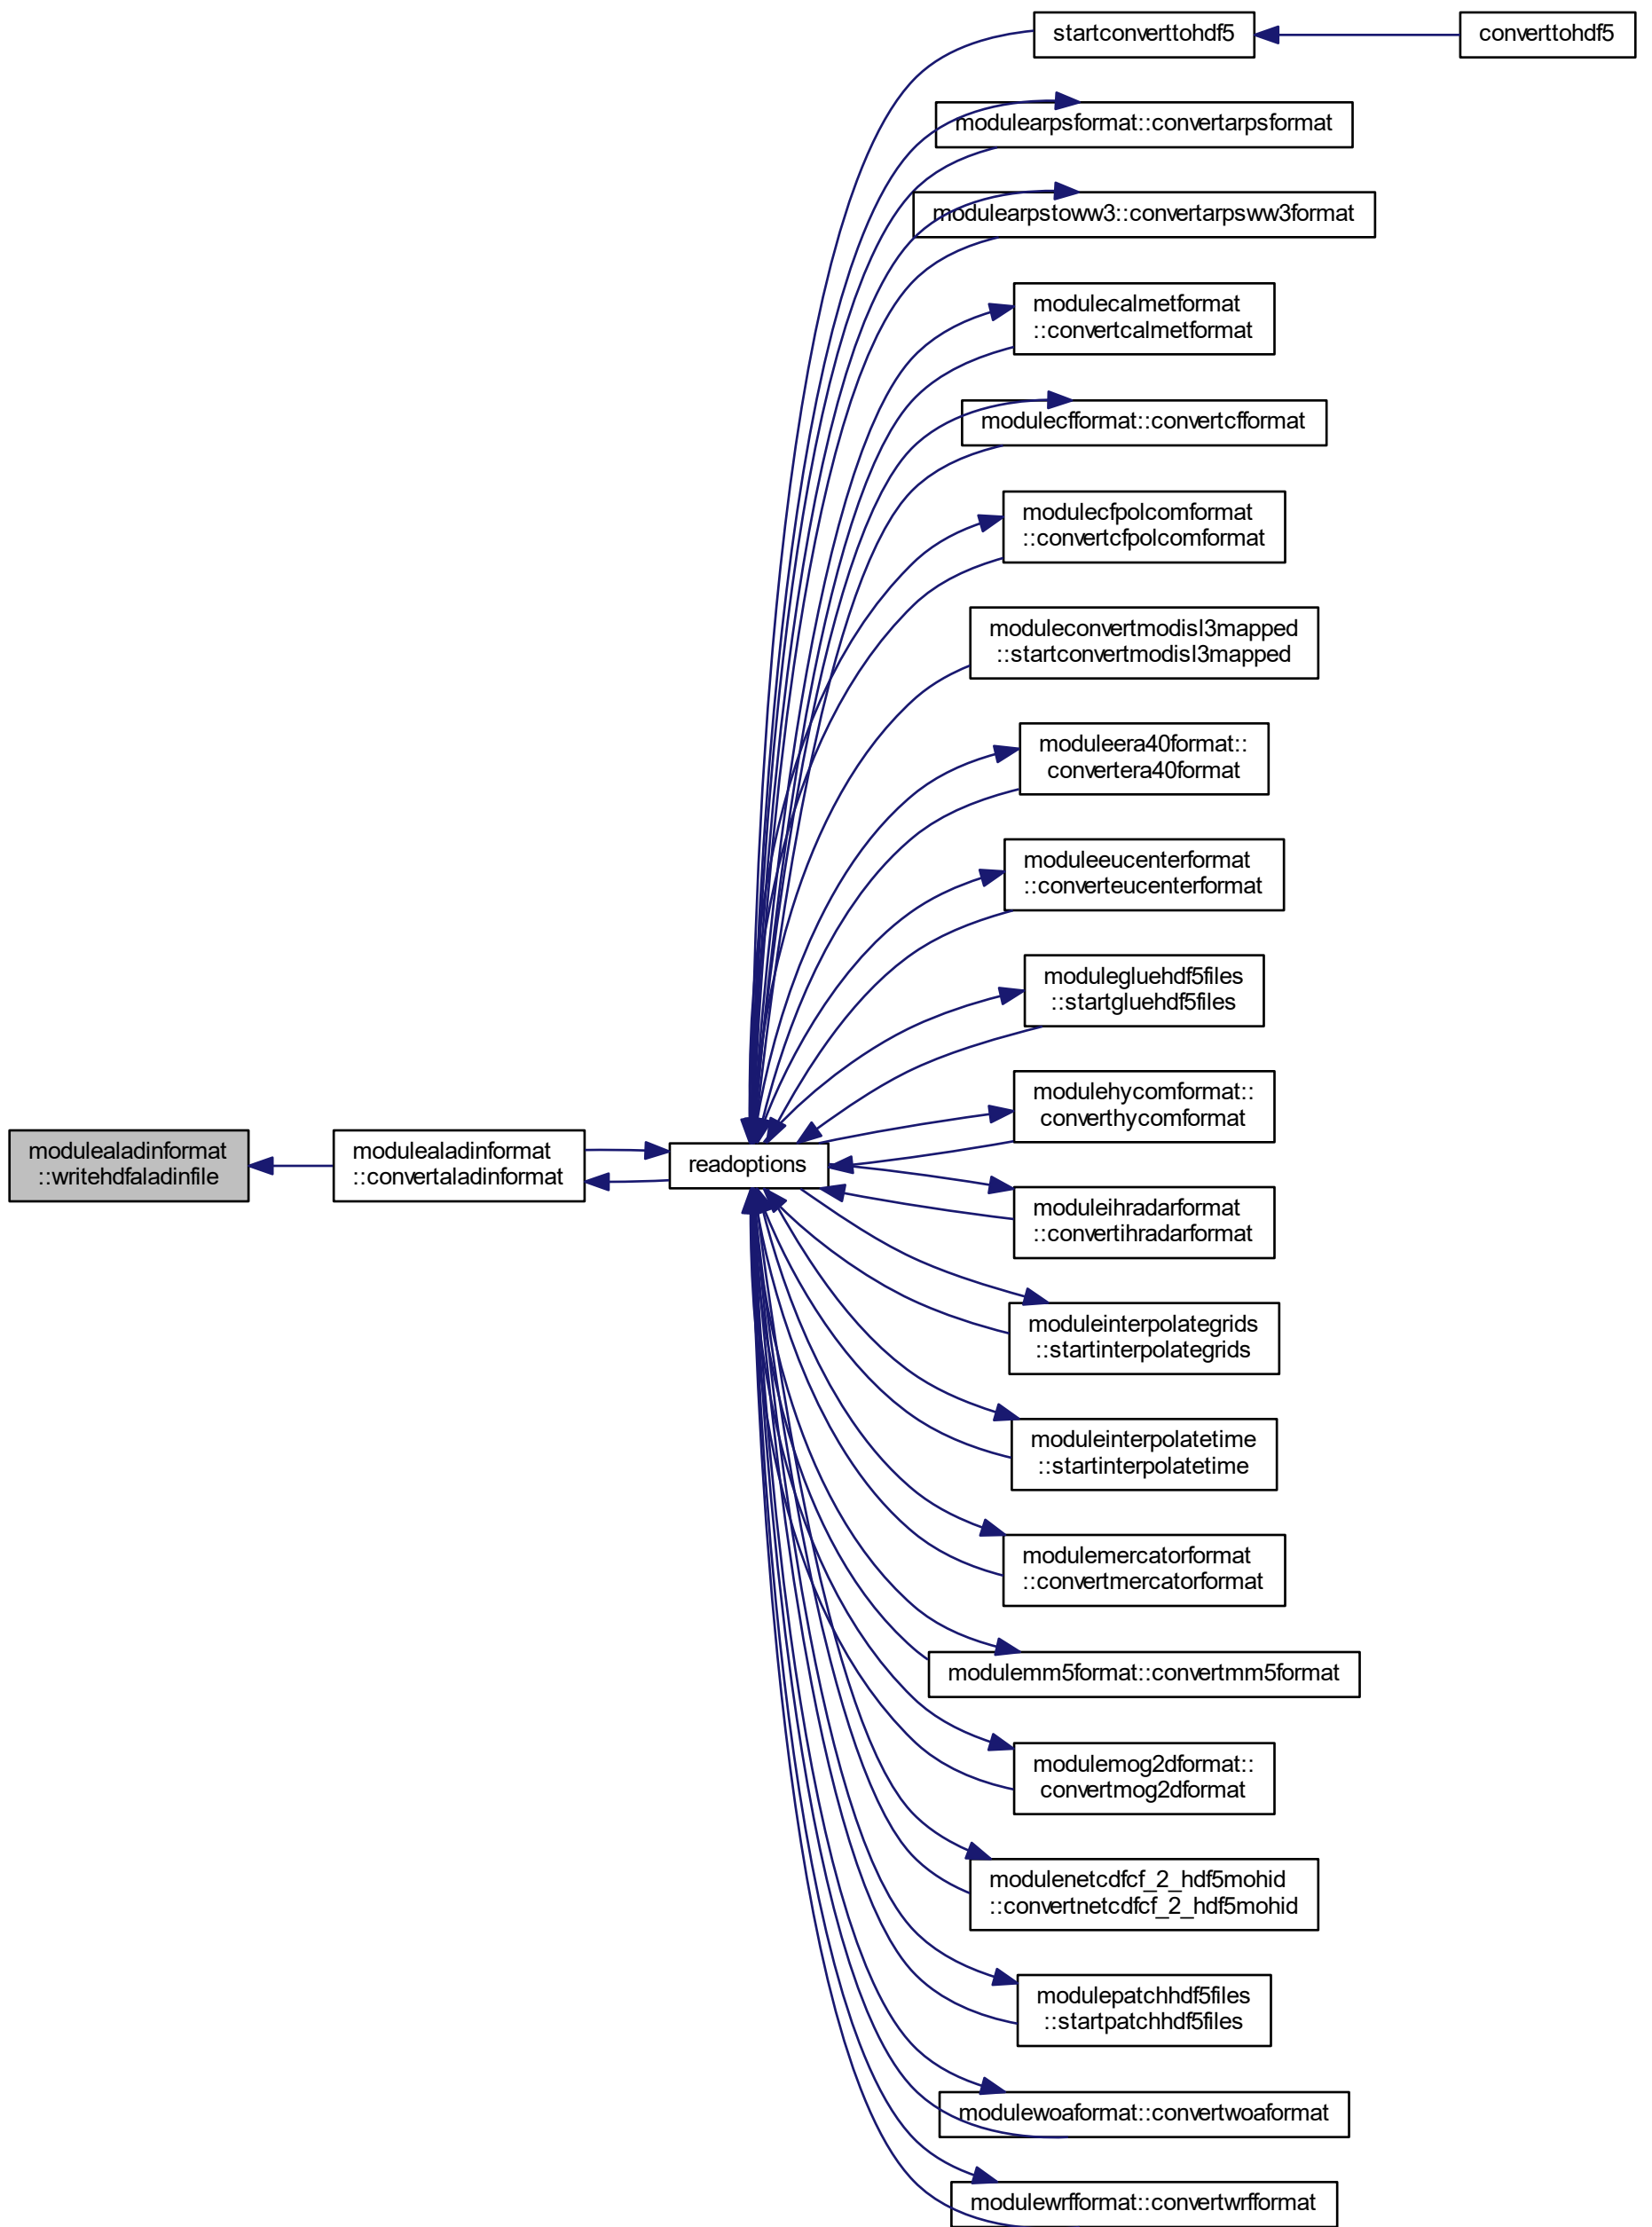 startconverttohdf5
converttohdf5
modulearpsformat::convertarpsformat
modulearpstoww3::convertarpsww3format
modulecalmetformat
::convertcalmetformat
modulecfformat::convertcfformat
modulecfpolcomformat
::convertcfpolcomformat
moduleconvertmodisl3mapped
::startconvertmodisl3mapped
moduleera40format::
convertera40format
moduleeucenterformat
::converteucenterformat
modulegluehdf5files
::startgluehdf5files
modulehycomformat::
converthycomformat
modulealadinformat
::writehdfaladinfile
modulealadinformat
::convertaladinformat
readoptions
moduleihradarformat
::convertihradarformat
moduleinterpolategrids
::startinterpolategrids
moduleinterpolatetime
::startinterpolatetime
modulemercatorformat
::convertmercatorformat
modulemm5format::convertmm5format
modulemog2dformat::
convertmog2dformat
modulenetcdfcf_2_hdf5mohid
::convertnetcdfcf_2_hdf5mohid
modulepatchhdf5files
::startpatchhdf5files
modulewoaformat::convertwoaformat
modulewrfformat::convertwrfformat